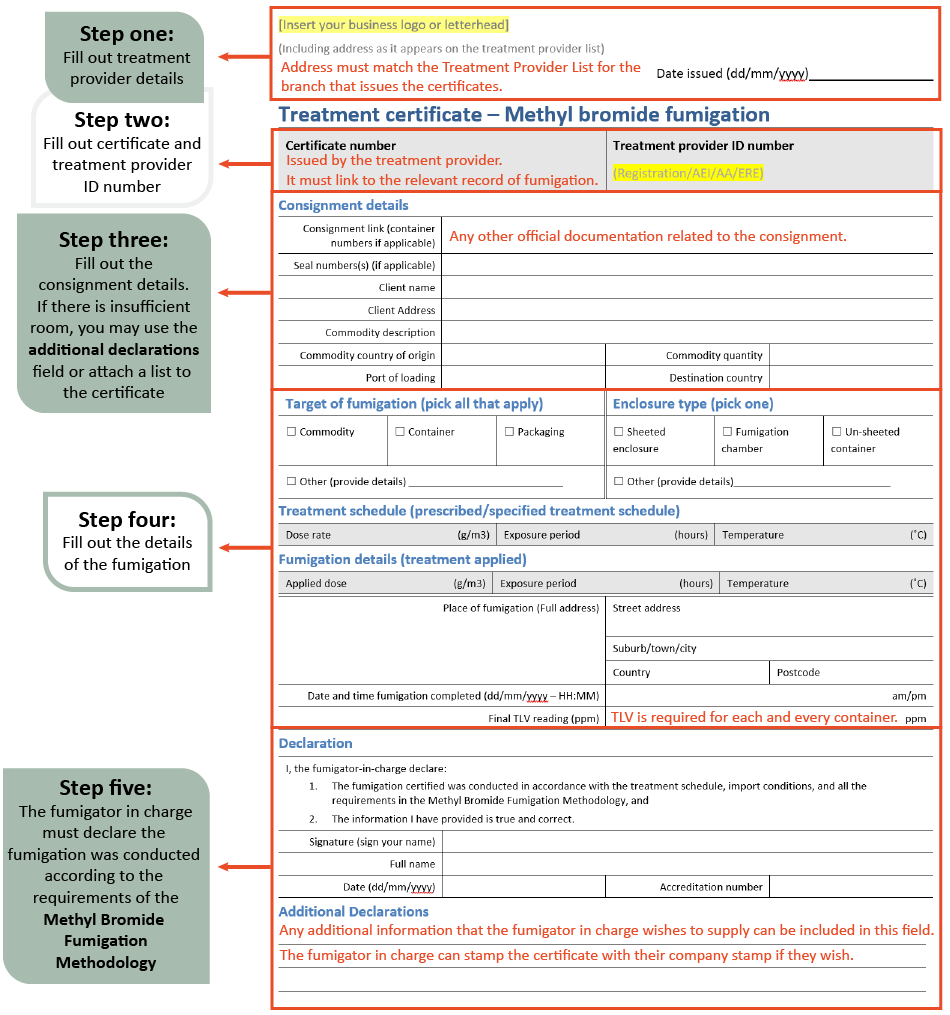 Step one:
Fill out treatment
provider details
[Insert your business logo or letterhead]
(Including address as it appears on the treatment provider list)
Address must match the Treatment Provider List for the
branch that issues the certificates.
Date issued (dd/mm/yyyy)
Treatment certificate – Methyl bromide fumigation
Step two:
Fill out certificate and
treatment provider
ID number
Certificate number
Issued by the treatment provider.
It must link to the relevant record of fumigation.
Treatment provider ID number
(Registration/AEI/AA/ERE)
Step three:
Fill out the
consignment details.
If there is insufficient
room, you may use the
additional declarations
field or attach a list to
the certificate
Consignment details
Consignment link (container
numbers if applicable)
Any other official documentation related to the consignment.
Seal numbers(s) (if applicable)
Client name
Client Address
Commodity description
Commodity country of origin
Commodity quantity
Port of loading
Destination country
Step four:
Fill out the details
of the fumigation
Target of fumigation (pick all that apply)
☐ Commodity
☐ Container
☐ Packaging
☐ Other (provide details)
Enclosure type (pick one)
☐ Sheeted
enclosure
☐ Fumigation
chamber
☐ Un-sheeted
container
☐ Other (provide details)
Treatment schedule (prescribed/specified treatment schedule)
Dose rate (g/m3)
Exposure period (hours)
Temperature (˚C)
Fumigation details (treatment applied)
Applied dose (g/m3)
Exposure period (hours)
Temperature (˚C)
Place of fumigation (Full address)
Street address
Suburb/town/city
Country
Postcode
Date and time fumigation completed (dd/mm/yyyy – HH:MM)
am/pm
Final TLV reading (ppm)
TLV is required for each and every container. ppm
Step five:
The fumigator in charge
must declare the
fumigation was conducted
according to the
requirements of the
Methyl Bromide
Fumigation
Methodology
Declaration
I, the fumigator-in-charge declare:
1. The fumigation certified was conducted in accordance with the treatment schedule, import conditions, and all the
requirements in the Methyl Bromide Fumigation Methodology, and
2. The information I have provided is true and correct.
Signature (sign your name)
Full name
Date (dd/mm/yyyy)
Accreditation number
Additional Declarations
Any additional information that the fumigator in charge wishes to supply can be included in this field.
The fumigator in charge can stamp the certificate with their company stamp if they wish.